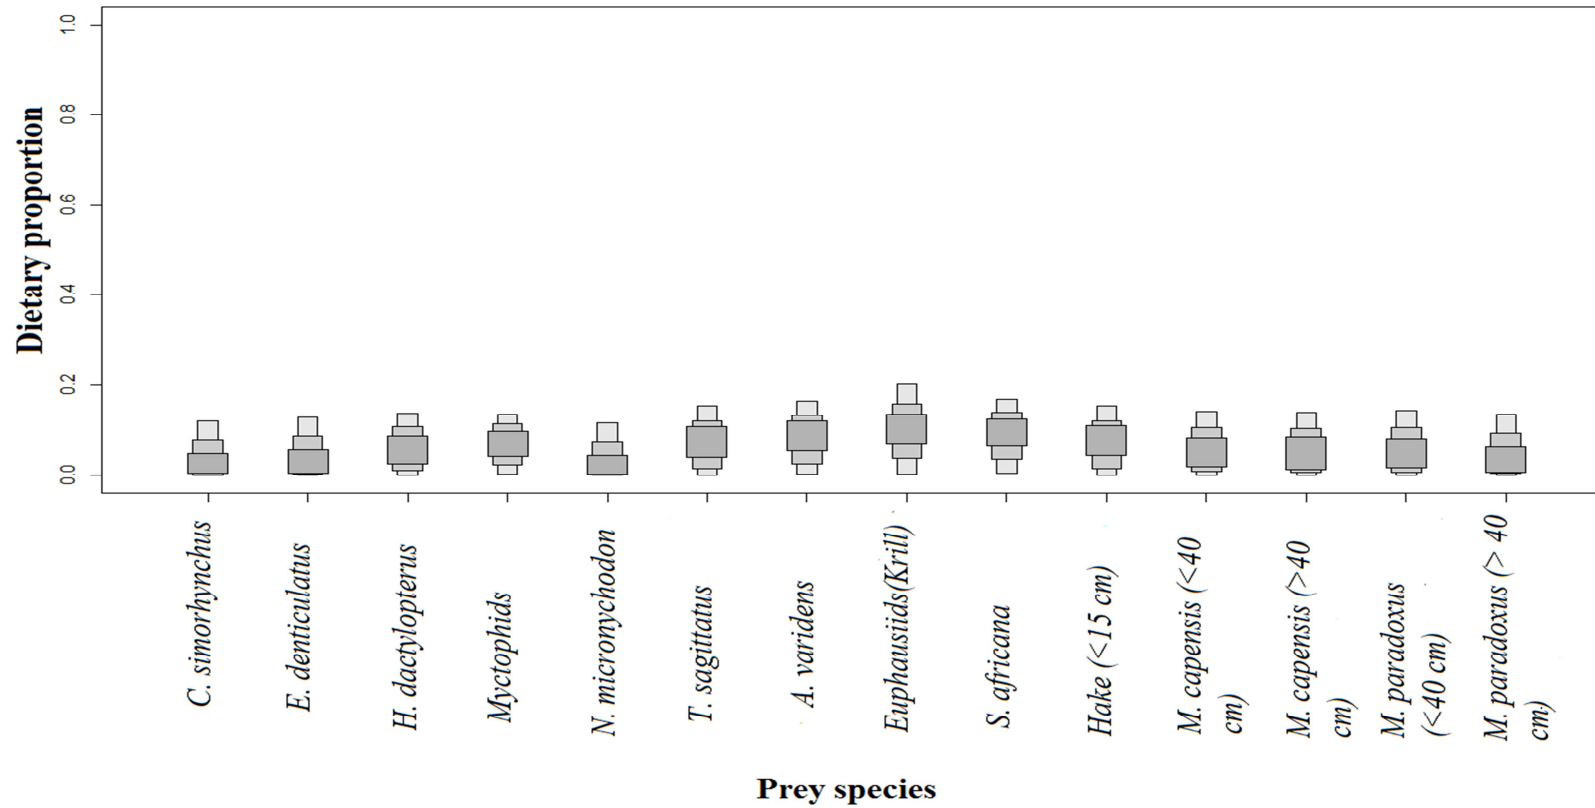 Dietary proportion
1.0
0.8
0.6
0.4
0.2
0.0
C. simorhynchus
E. denticulatus
H. dactylopterus
Myctophids
N. micronychodon
T. sagittatus
A. varidens
Euphausiids(Krill)
S. africana
Hake (<15 cm)
M. capensis (<40
cm)
M. capensis (>40
cm)
M. paradoxus
(<40 cm)
M. paradoxus (> 40
cm)
Prey species